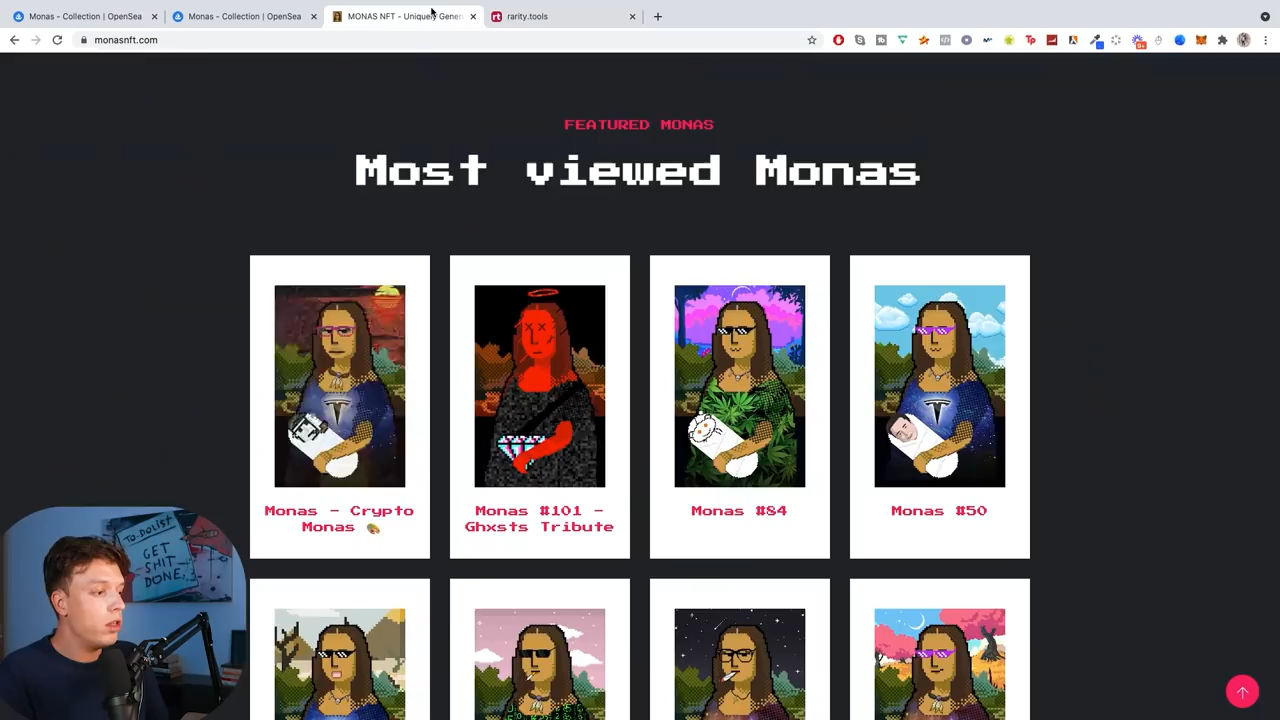 Monas - Collection | OpenSea
Monas - Collection | OpenSea
MONAS NFT - Uniquely Gener
rarity.tools
monasnft.com
FEATURED MONAS
Most viewed Monas
Monas - Crypto
Monas
Monas #101 -
Ghxsts Tribute
Monas #84
Monas #50
TO-DO LIST
GET
SHIT
DONE.